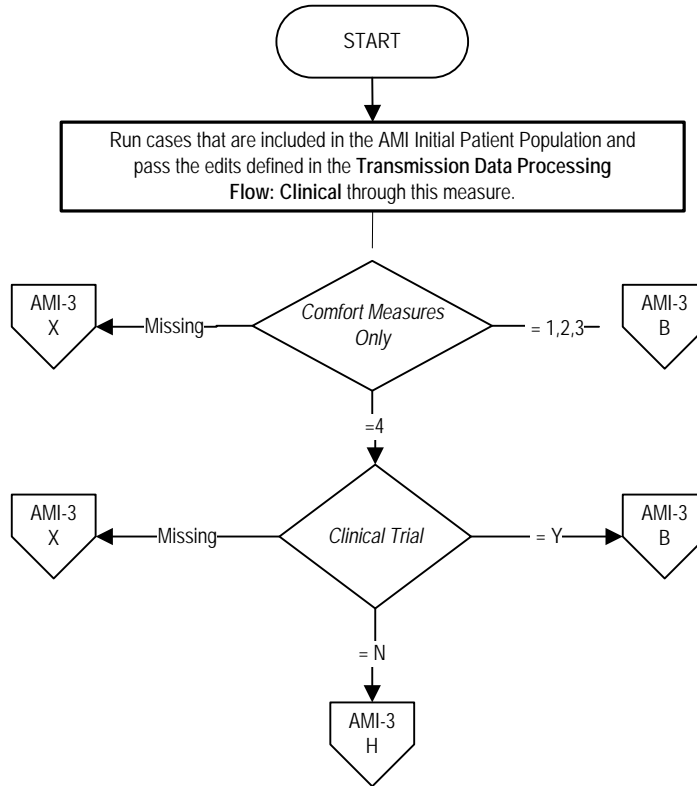 START
Run cases that are included in the AMI Initial Patient Population and
pass the edits defined in the Transmission Data Processing
Flow: Clinical through this measure.
AMI-3
X
Missing
Comfort Measures
Only
= 1,2,3
AMI-3
B
=4
AMI-3
X
Missing
Clinical Trial
= Y
AMI-3
B
= N
AMI-3
H